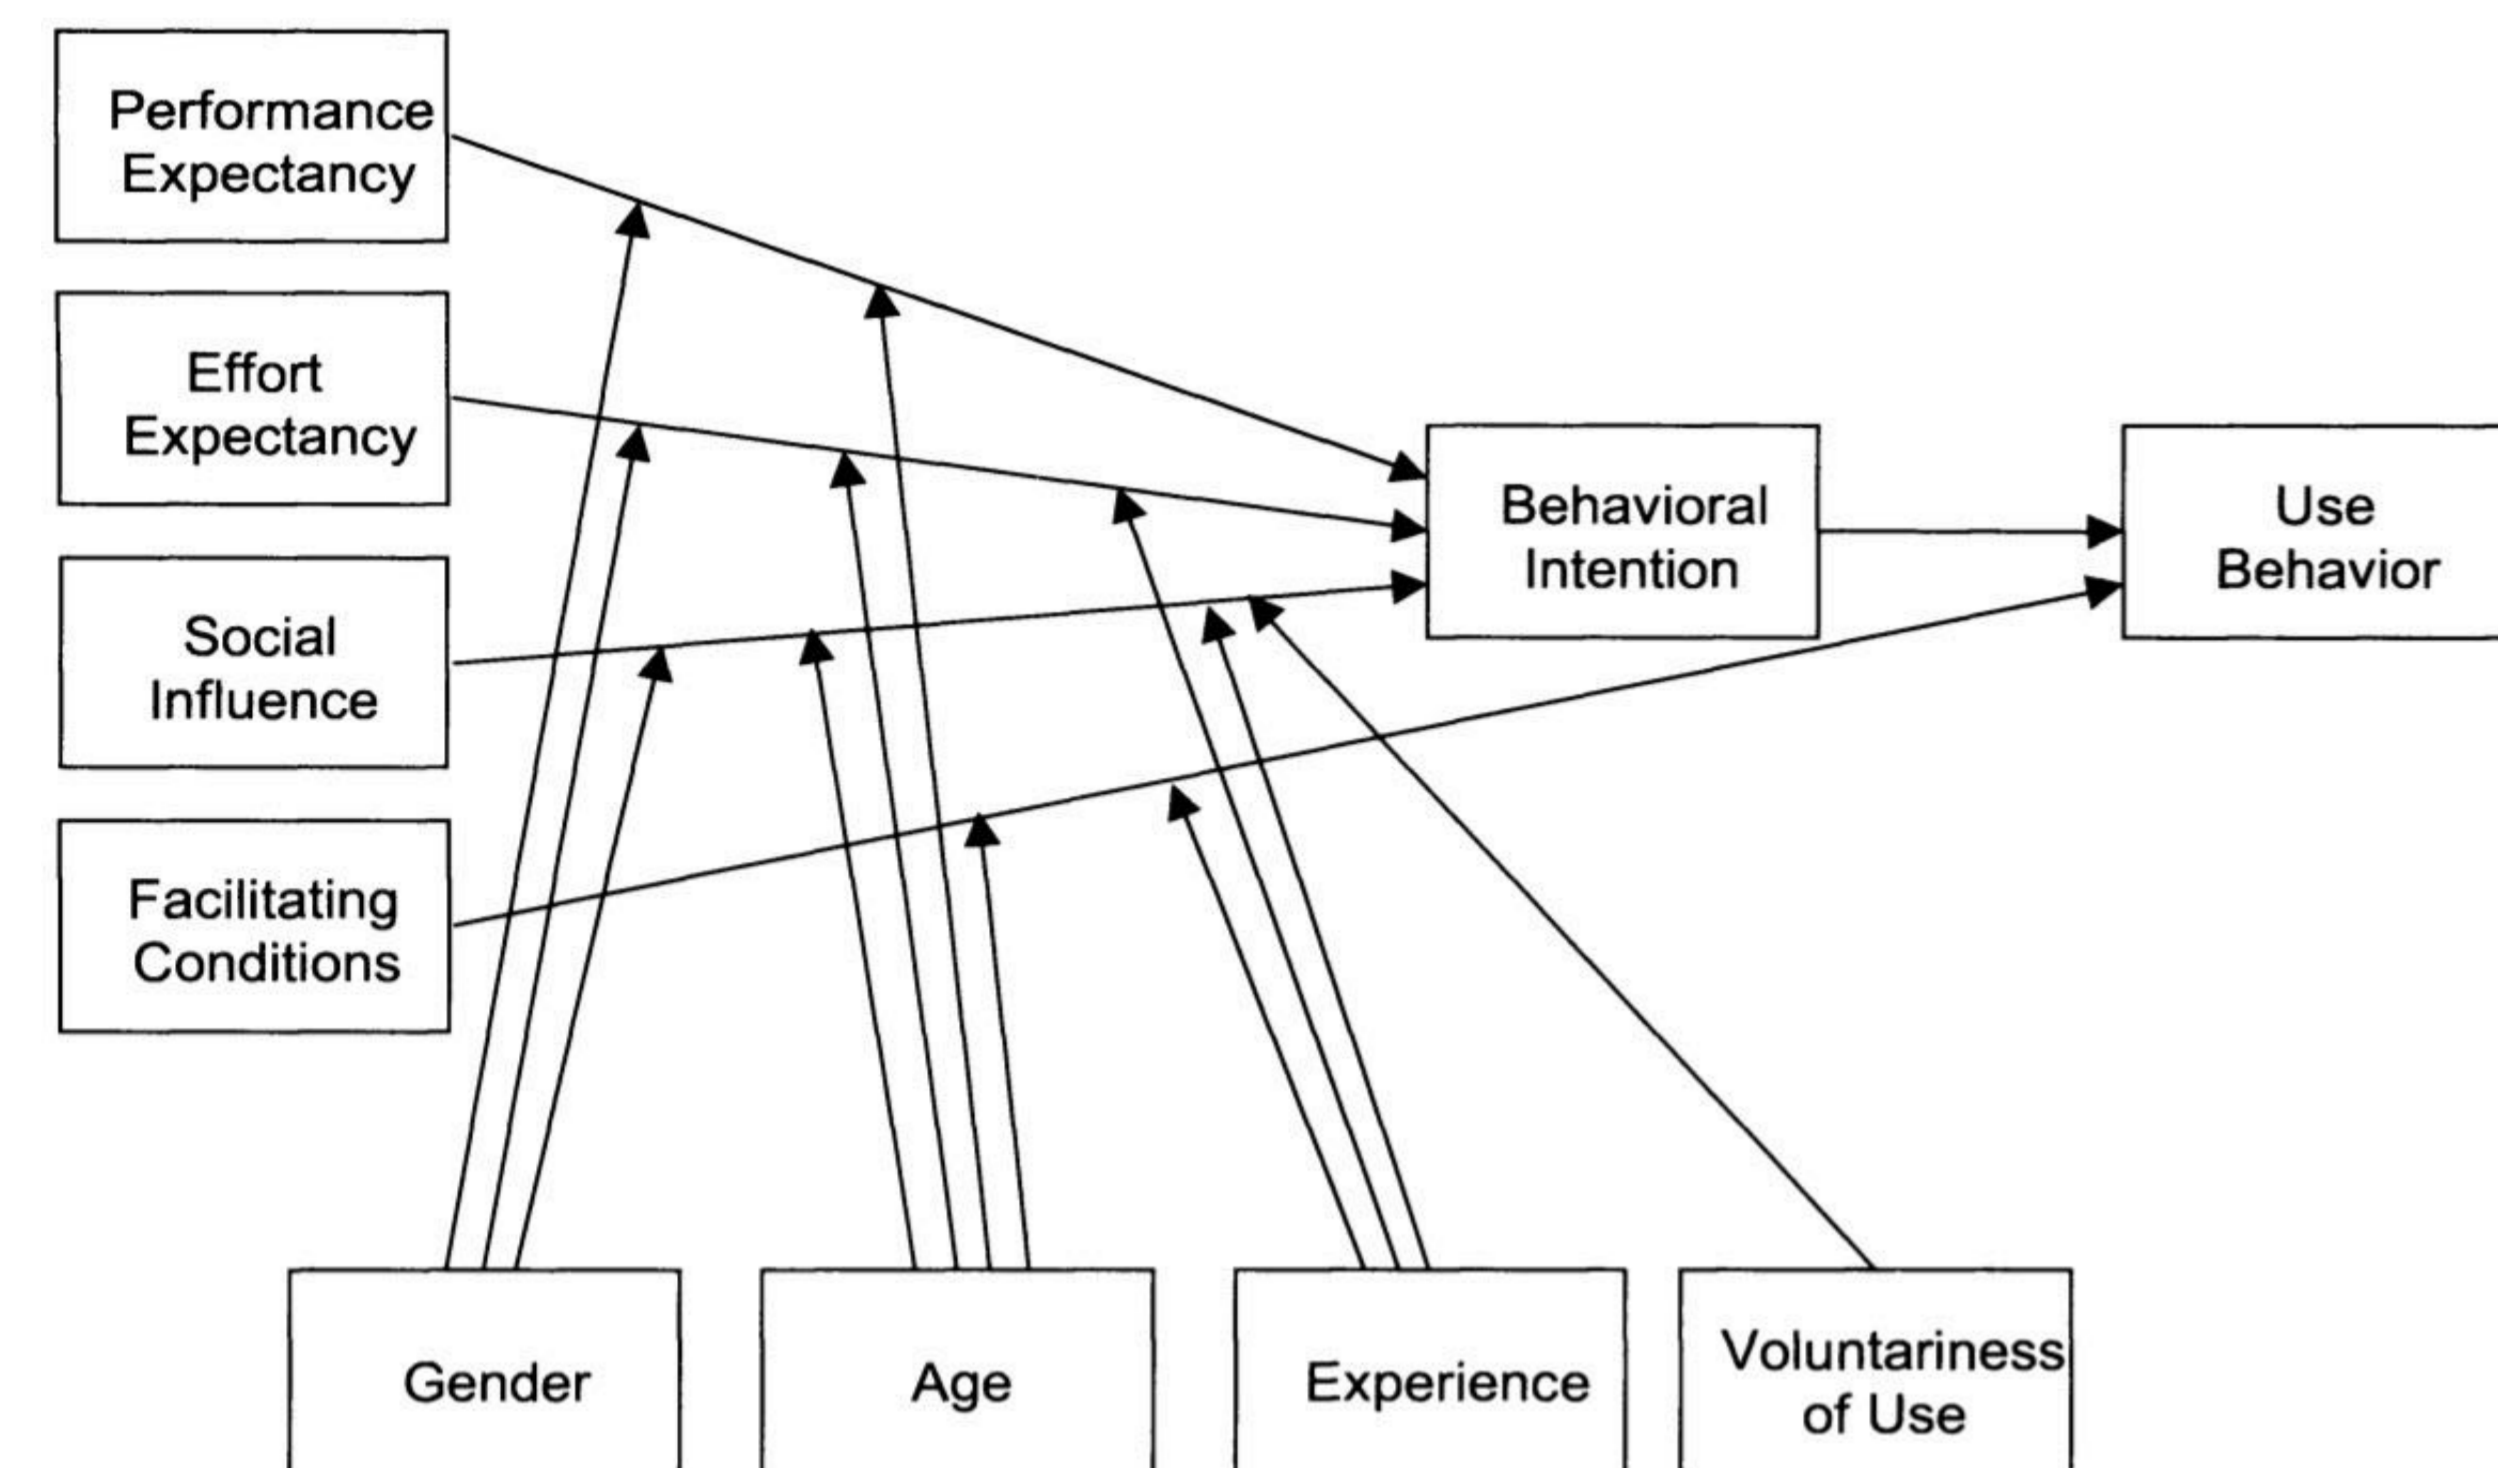 Performance
Expectancy
Effort
Expectancy
Social
Influence
Facilitating
Conditions
Behavioral
Intention
Use
Behavior
Gender
Age
Experience
Voluntariness
of Use